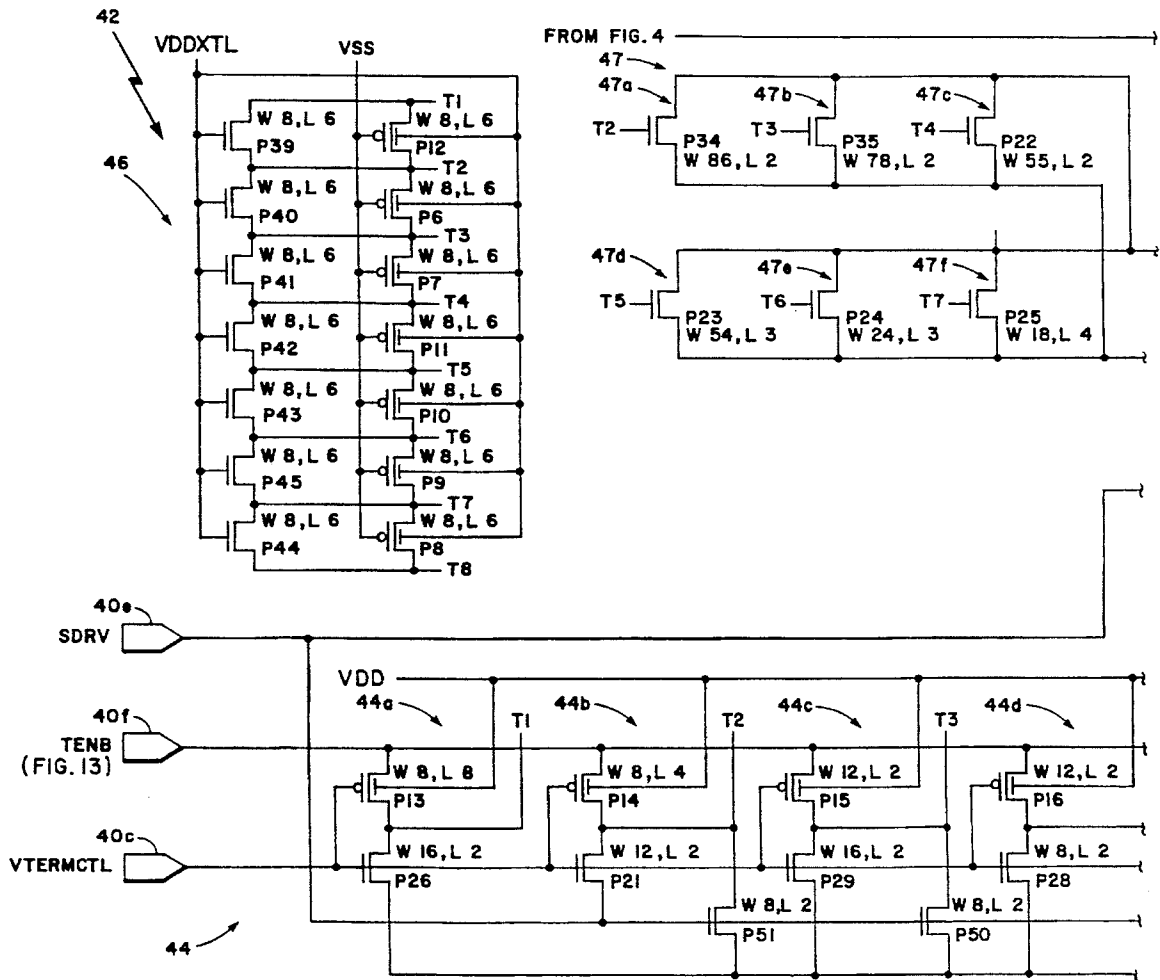 42
VDDXTL
VSS
FROM FIG. 4
47
47a
47b
47c
T1
W 8, L 6
W 8, L 6
T2
T3
T4
P39
P12
P34
P35
P22
46
T2
W 86, L 2
W 78, L 2
W 55, L 2
W 8, L 6
W 8, L 6
P40
P6
T3
W 8, L 6
W 8, L 6
47d
47e
47f
P41
P7
T4
T5
T6
T7
W 8, L 6
W 8, L 6
P23
P24
P25
P42
P11
W 54, L 3
W 24, L 3
W 18, L 4
T5
W 8, L 6
W 8, L 6
P43
P10
T6
W 8, L 6
W 8, L 6
P45
P9
T7
W 8, L 6
W 8, L 6
P44
P8
T8
40e
SDRV
VDD
44a
44b
44c
44d
40f
T1
T2
T3
TENB
(FIG. 13)
W 8, L 8
W 8, L 4
W 12, L 2
W 12, L 2
P13
P14
P15
P16
40c
VTERMCTL
W 16, L 2
W 12, L 2
W 16, L 2
W 8, L 2
P26
P21
P29
P28
W 8, L 2
W 8, L 2
44
P51
P50